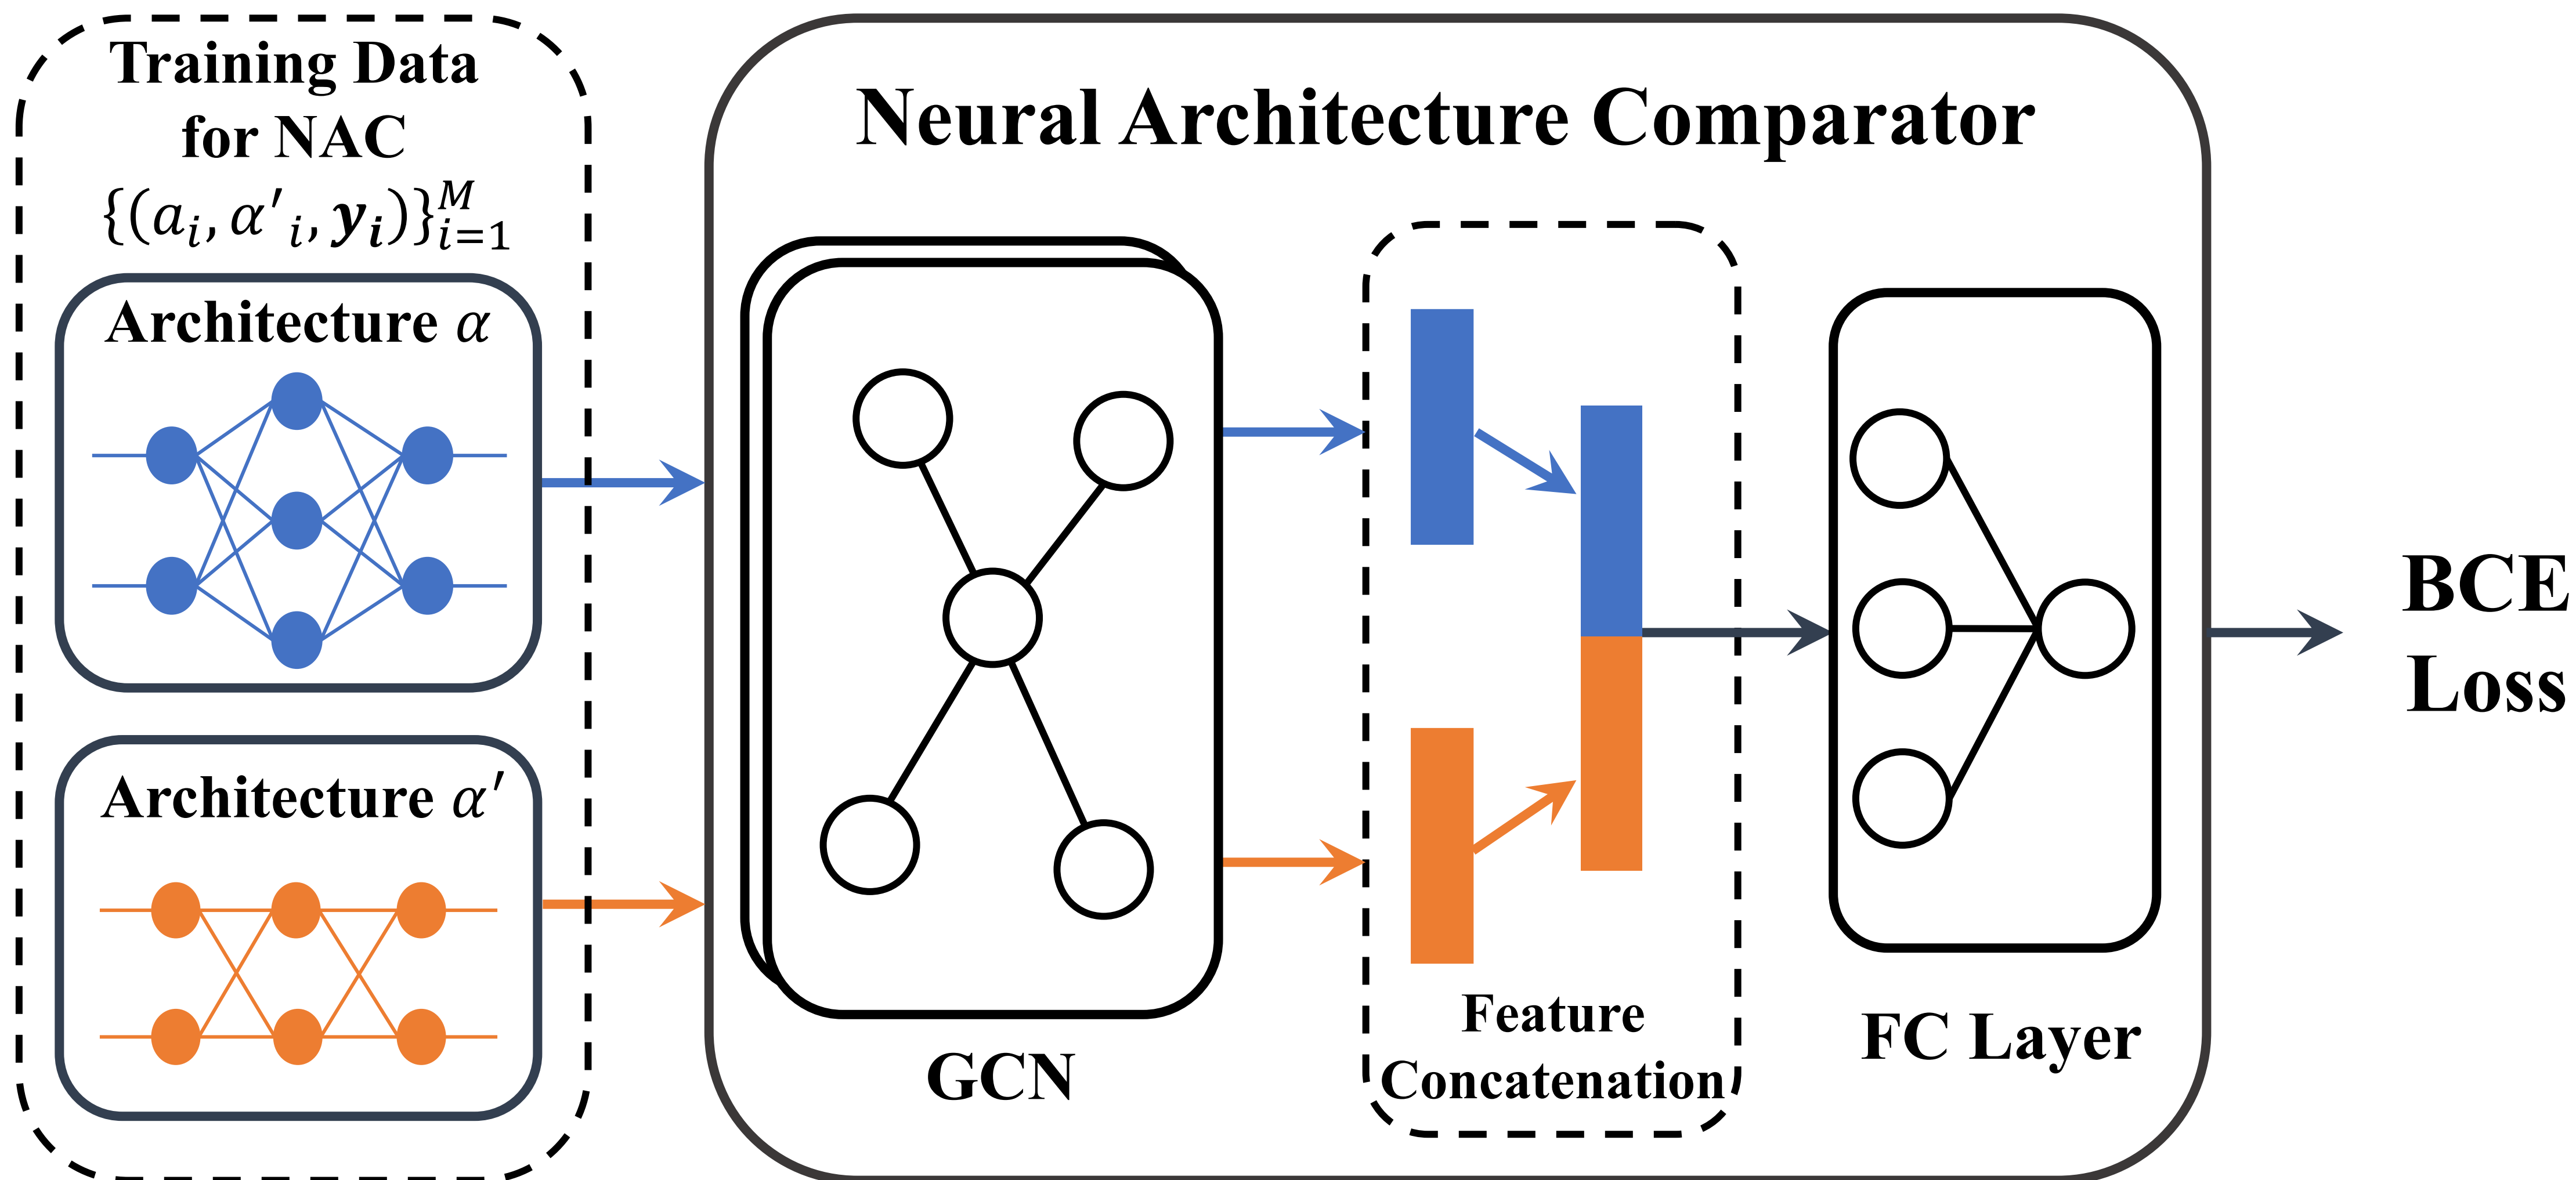 Training Data
for NAC
{(a_i, α′_i, y_i)}_{i=1}^M
Architecture α
Architecture α′
Neural Architecture Comparator
GCN
Feature
Concatenation
FC Layer
BCE
Loss